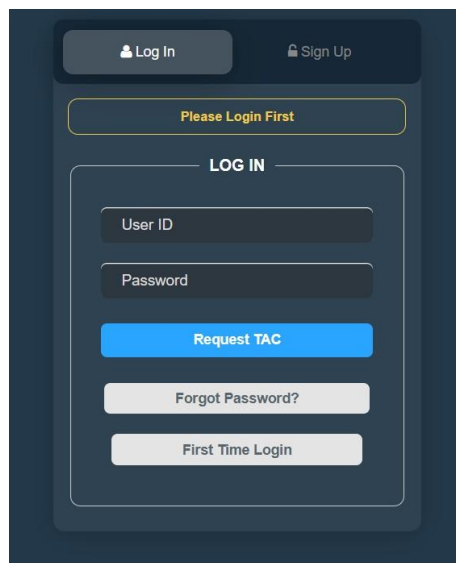 Log In
Sign Up
Please Login First
LOG IN
User ID
Password
Request TAC
Forgot Password?
First Time Login